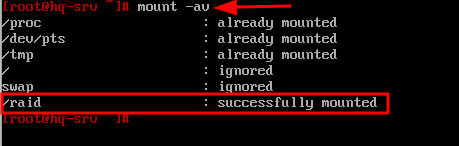 [root@hq-srv ~]# mount -av
/proc : already mounted
/dev/pts : already mounted
/tmp : already mounted
/ : ignored
swap : ignored
/raid : successfully mounted
[root@hq-srv ~]#